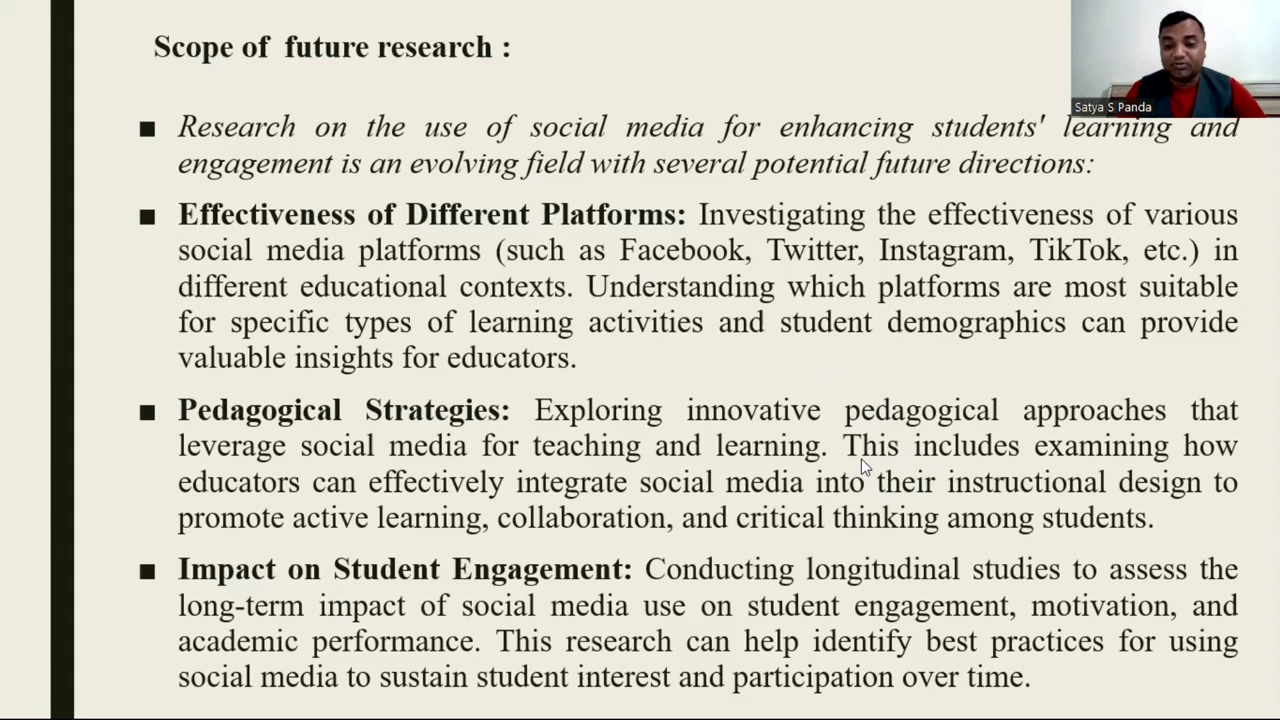 Scope of future research :
Satya S Panda
■ Research on the use of social media for enhancing students' learning and
engagement is an evolving field with several potential future directions:
■ Effectiveness of Different Platforms: Investigating the effectiveness of various
social media platforms (such as Facebook, Twitter, Instagram, TikTok, etc.) in
different educational contexts. Understanding which platforms are most suitable
for specific types of learning activities and student demographics can provide
valuable insights for educators.
■ Pedagogical Strategies: Exploring innovative pedagogical approaches that
leverage social media for teaching and learning. This includes examining how
educators can effectively integrate social media into their instructional design to
promote active learning, collaboration, and critical thinking among students.
■ Impact on Student Engagement: Conducting longitudinal studies to assess the
long-term impact of social media use on student engagement, motivation, and
academic performance. This research can help identify best practices for using
social media to sustain student interest and participation over time.